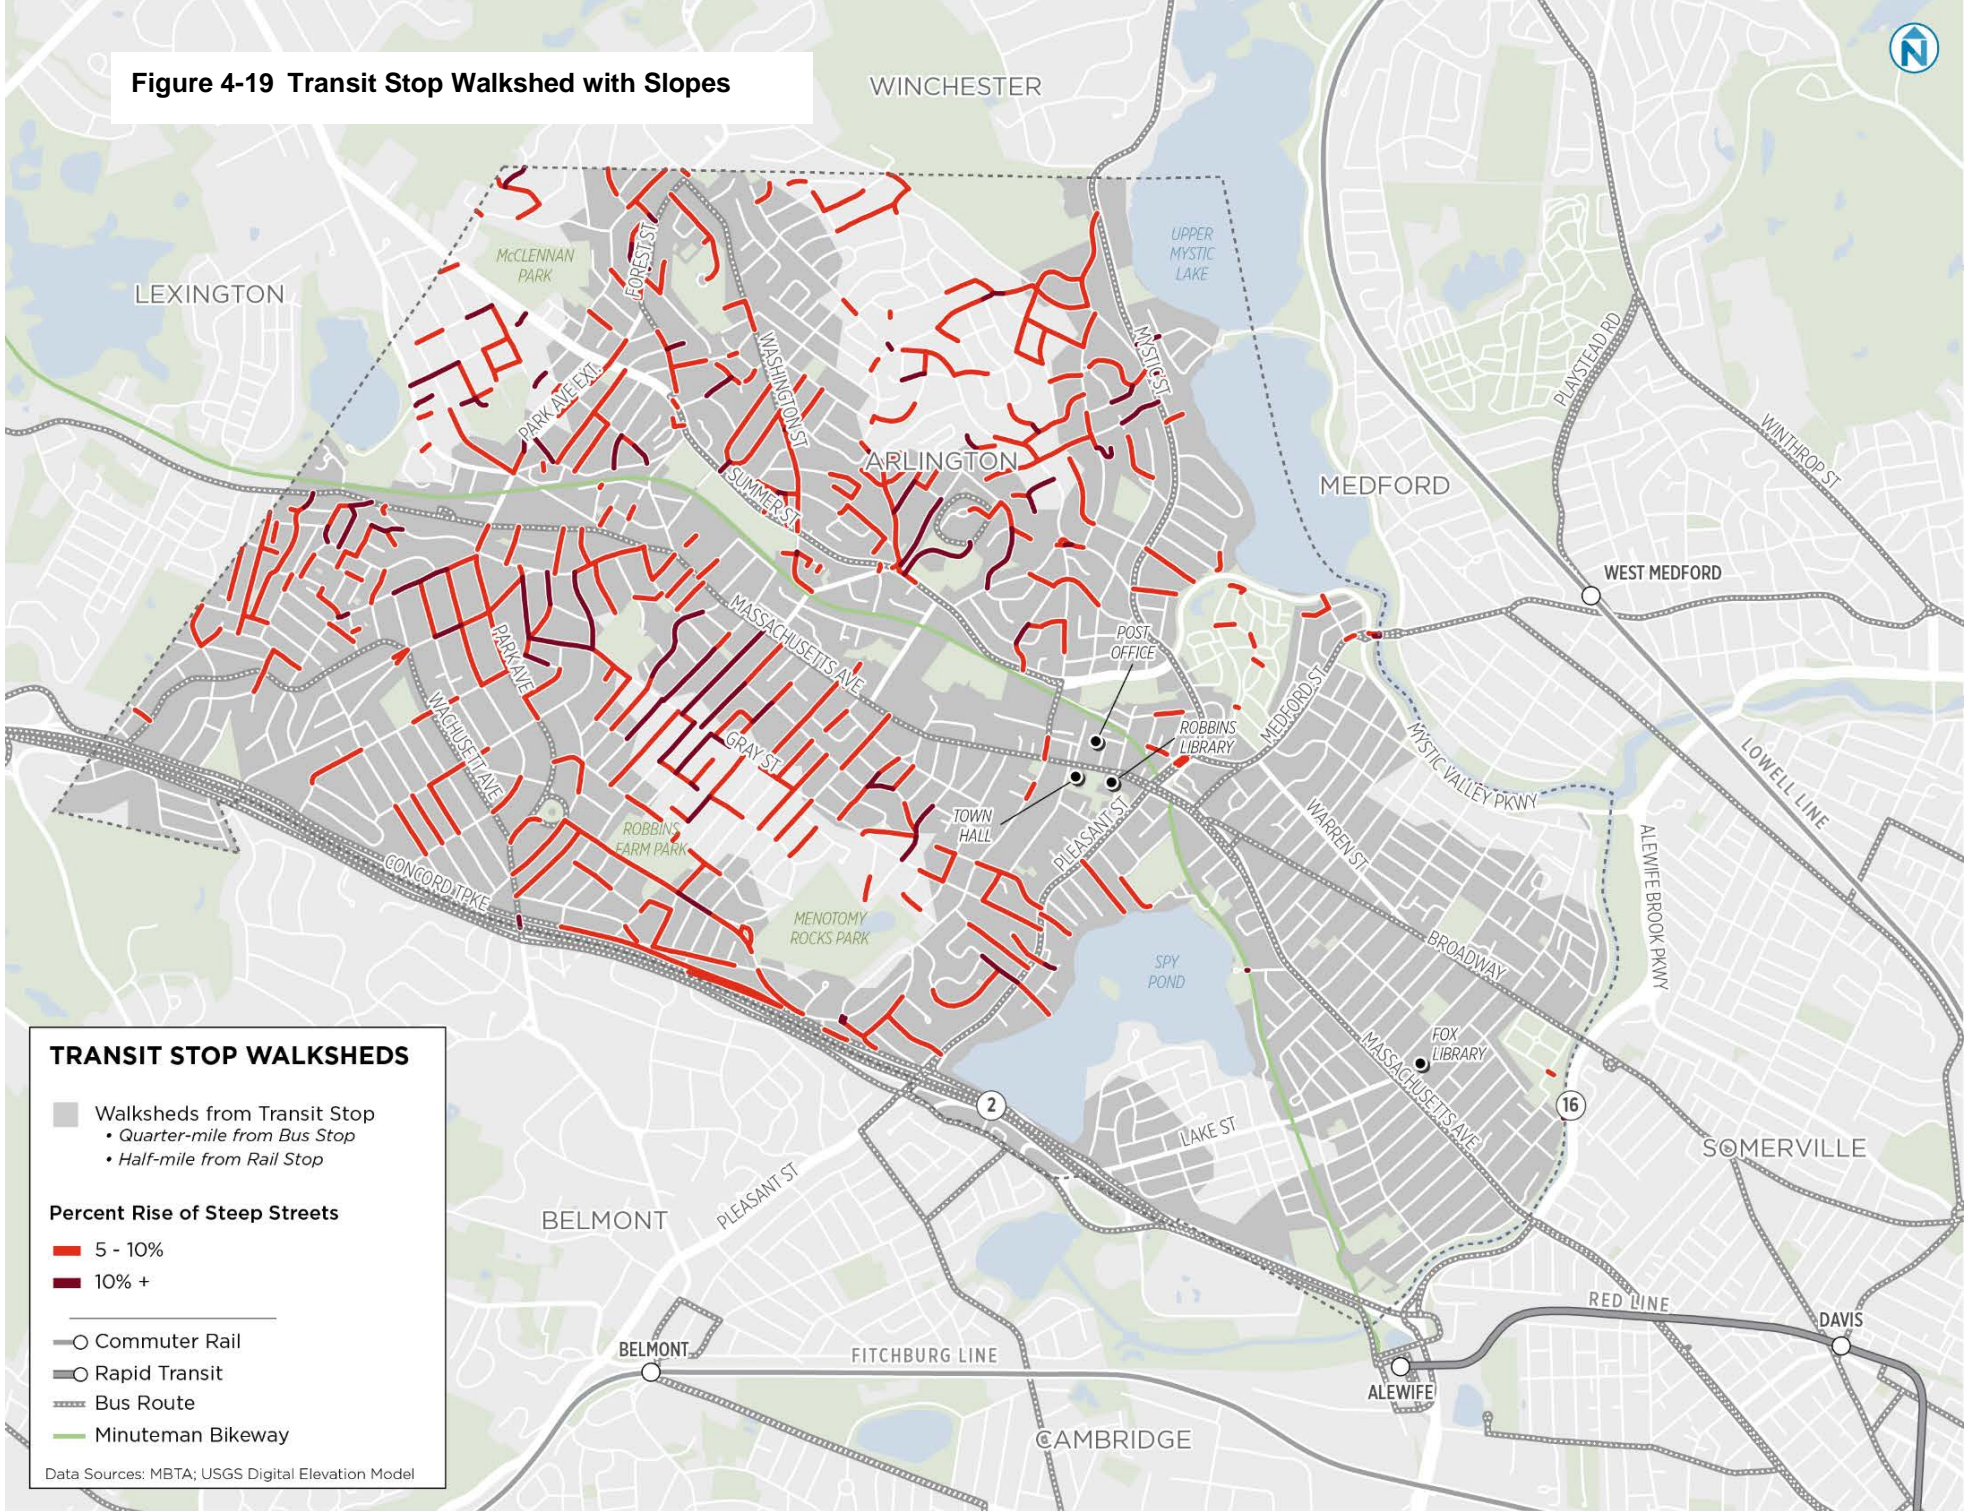 Figure 4-19 Transit Stop Walkshed with Slopes
N
WINCHESTER
LEXINGTON
McCLENNAN
PARK
FOREST ST
UPPER
MYSTIC
LAKE
PARK AVE EXT.
WASHINGTON ST
MYSTIC ST
PLAYSTEAD RD
WINTHROP ST
ARLINGTON
MEDFORD
SUMMER ST
WEST MEDFORD
MASSACHUSETTS AVE
PARK AVE
POST
OFFICE
WACHUSETT AVE
GRAY ST
ROBBINS
LIBRARY
MEDFORD ST
MYSTIC VALLEY PKWY
LOWELL LINE
TOWN
HALL
PLEASANT ST
WARREN ST
ALEWIFE BROOK PKWY
ROBBINS
FARM PARK
CONCORD TPKE
MENOTOMY
ROCKS PARK
SPY
POND
BROADWAY
FOX
LIBRARY
MASSACHUSETTS AVE
2
16
LAKE ST
SOMERVILLE
BELMONT
PLEASANT ST
RED LINE
DAVIS
BELMONT
FITCHBURG LINE
ALEWIFE
CAMBRIDGE
TRANSIT STOP WALKSHEDS
Walksheds from Transit Stop
• Quarter-mile from Bus Stop
• Half-mile from Rail Stop
Percent Rise of Steep Streets
5 - 10%
10% +
Commuter Rail
Rapid Transit
Bus Route
Minuteman Bikeway
Data Sources: MBTA; USGS Digital Elevation Model